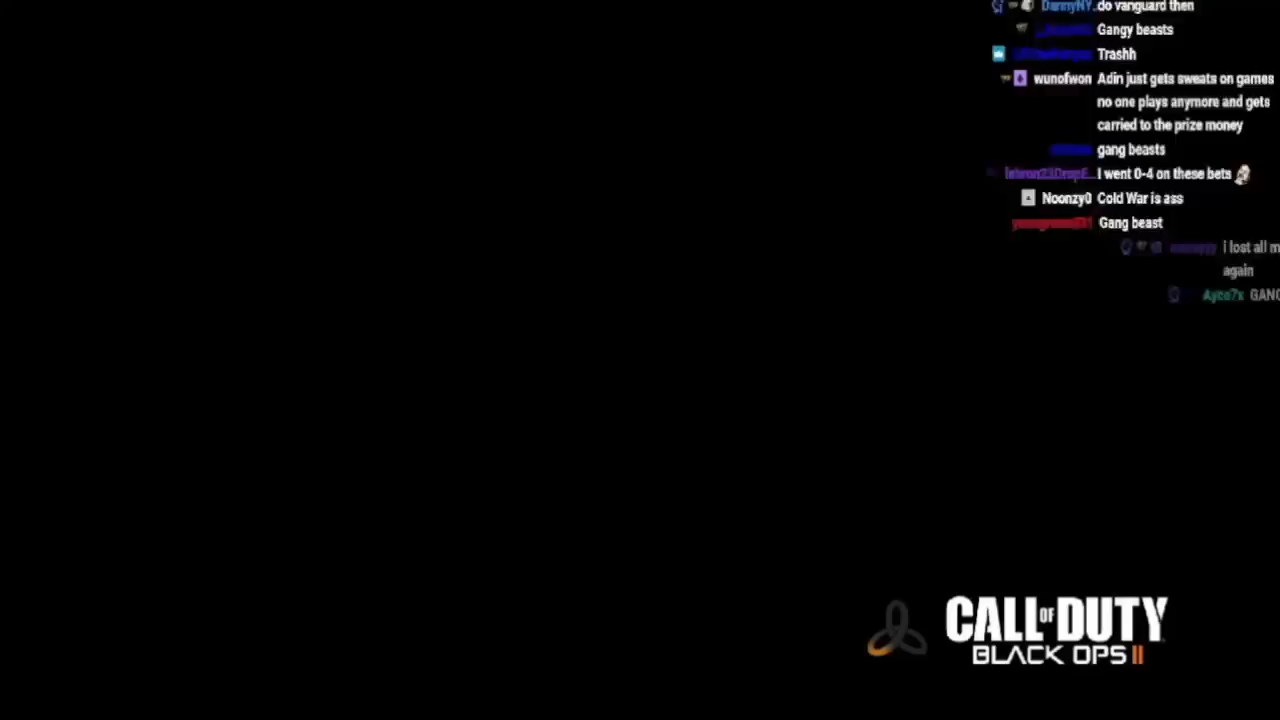 DannyNY. do vanguard then
Gangy beasts
Trashh
wunofwon Adin just gets sweats on games
no one plays anymore and gets
carried to the prize money
gang beasts
I went 0-4 on these bets
Noonzy0 Cold War is ass
Gang beast
i lost all m
again
Ayco7x GANG
CALL OF DUTY
BLACK OPS II